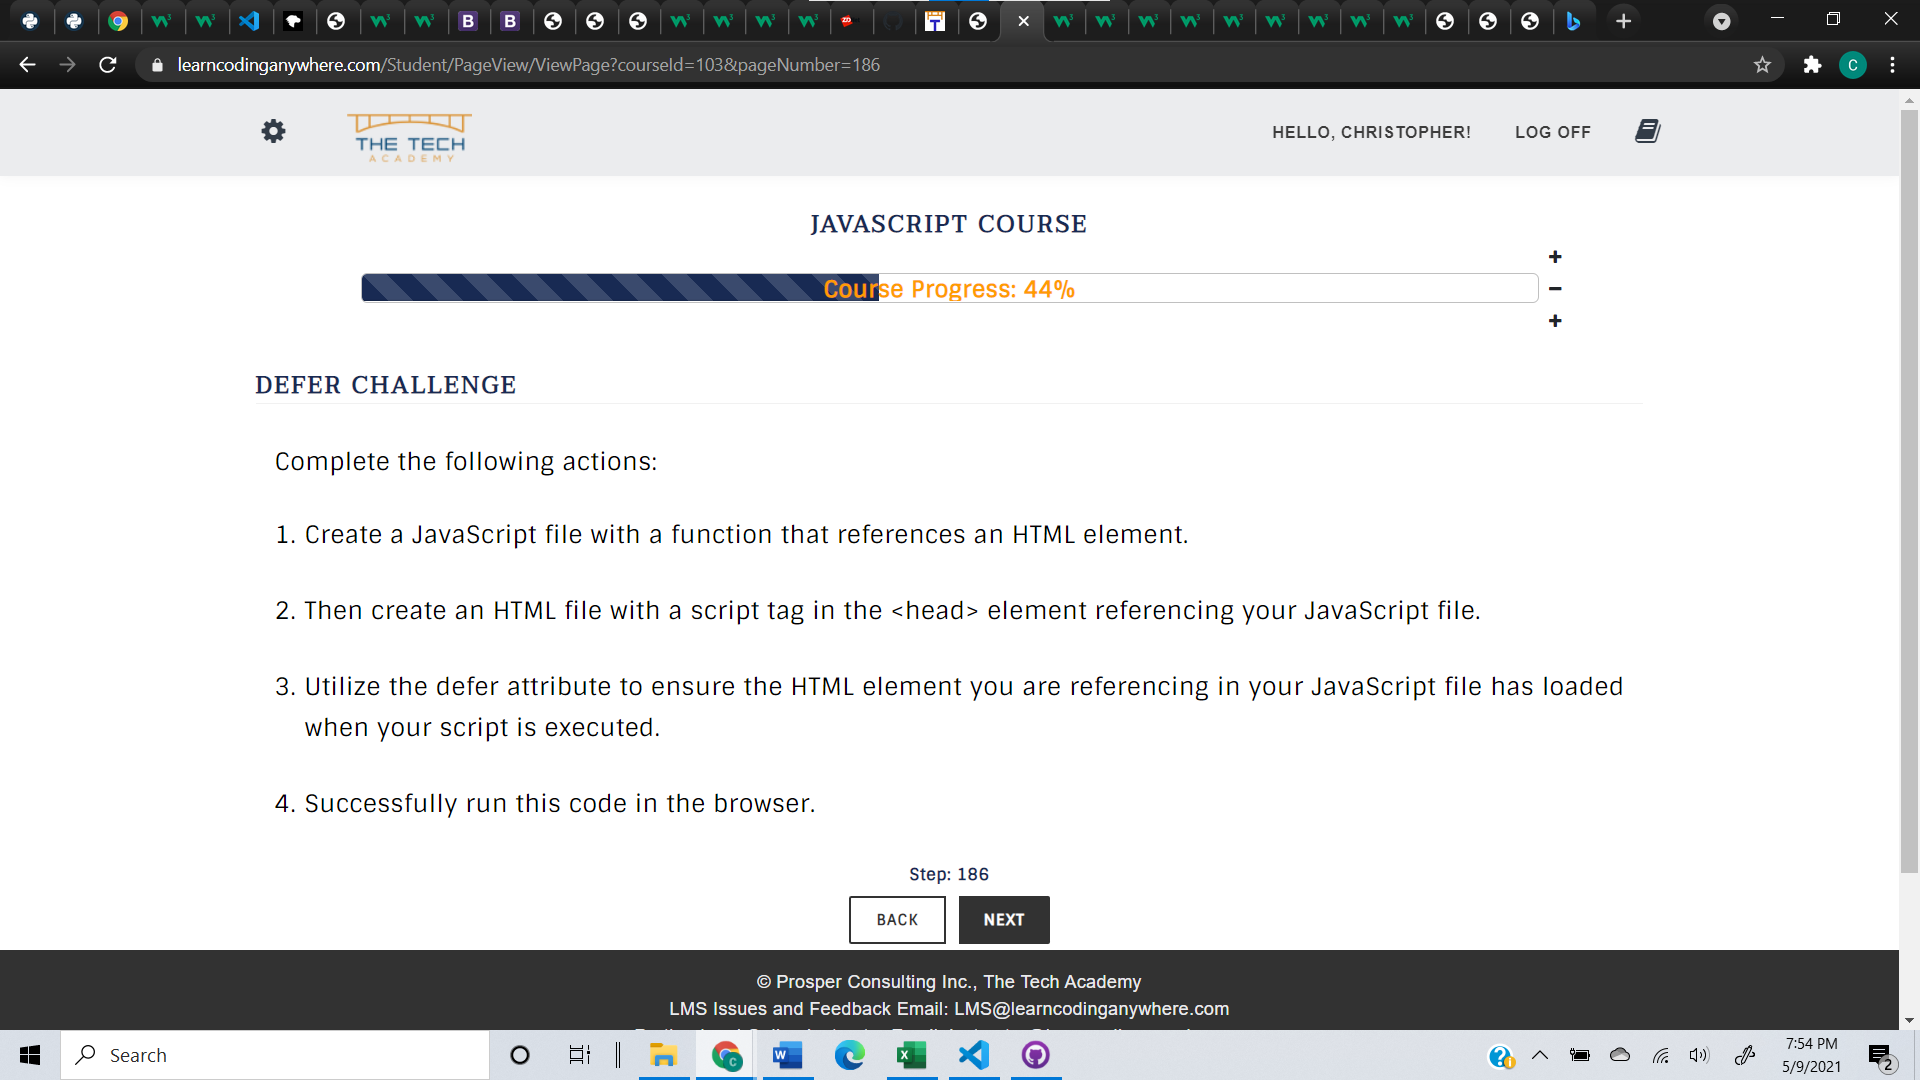 learncodinganywhere.com/Student/PageView/ViewPage?courseId=103&pageNumber=186
C
THE TECH
ACADEMY
HELLO, CHRISTOPHER!
LOG OFF
JAVASCRIPT COURSE
Course Progress: 44%
DEFER CHALLENGE
Complete the following actions:
1. Create a JavaScript file with a function that references an HTML element.
2. Then create an HTML file with a script tag in the <head> element referencing your JavaScript file.
3. Utilize the defer attribute to ensure the HTML element you are referencing in your JavaScript file has loaded
when your script is executed.
4. Successfully run this code in the browser.
Step: 186
BACK
NEXT
© Prosper Consulting Inc., The Tech Academy
LMS Issues and Feedback Email: LMS@learncodinganywhere.com
Search
7:54 PM
5/9/2021
2